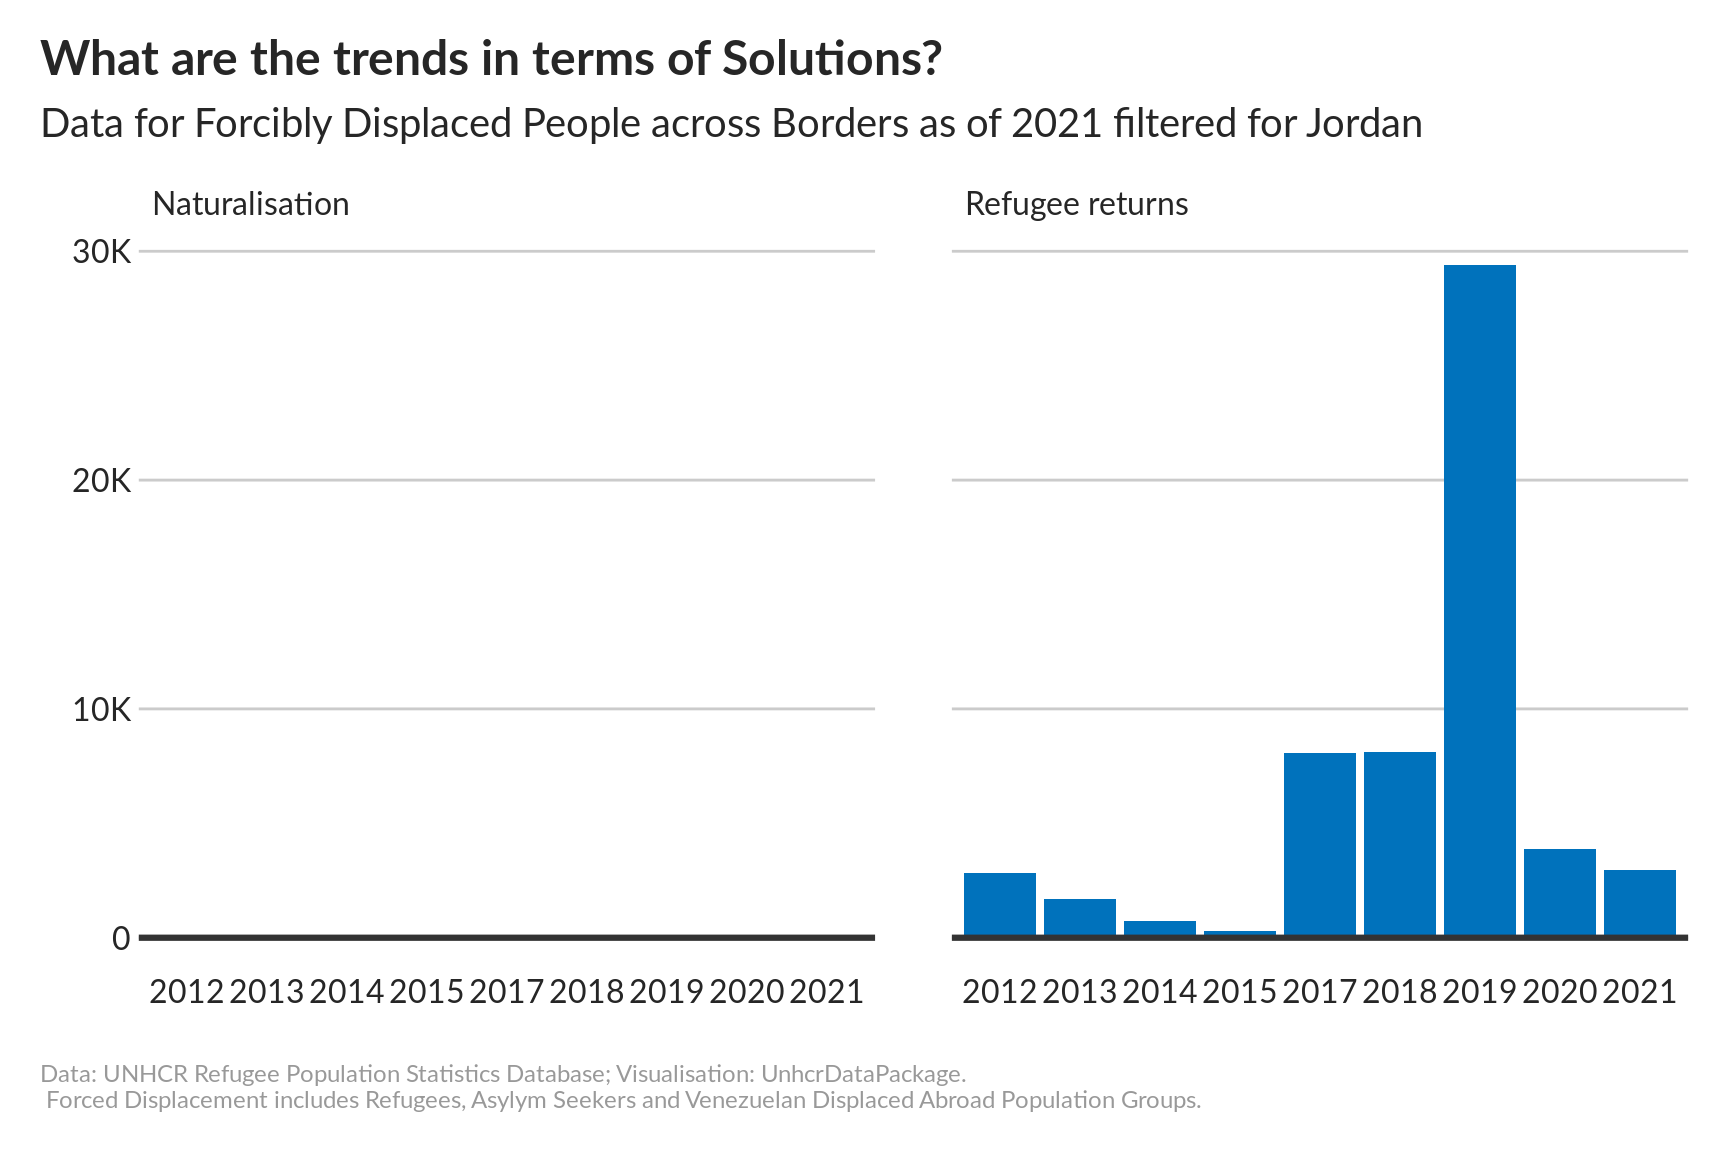 What are the trends in terms of Solutions?
Data for Forcibly Displaced People across Borders as of 2021 filtered for Jordan
Naturalisation
Refugee returns
30K
20K
10K
0
2012 2013 2014 2015 2017 2018 2019 2020 2021
2012 2013 2014 2015 2017 2018 2019 2020 2021
Data: UNHCR Refugee Population Statistics Database; Visualisation: UnhcrDataPackage.
Forced Displacement includes Refugees, Asylym Seekers and Venezuelan Displaced Abroad Population Groups.